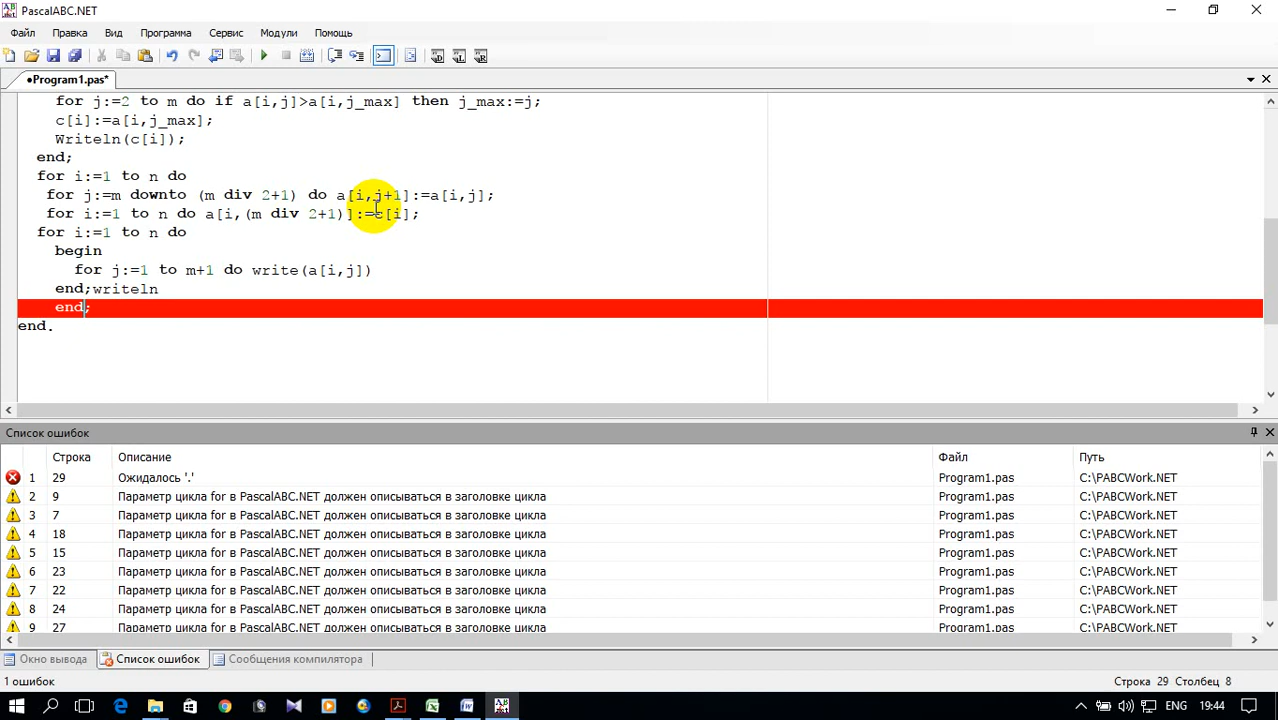 PascalABC.NET
Файл Правка Вид Программа Сервис Модули Помощь
•Program1.pas*
for j:=2 to m do if a[i,j]>a[i,j_max] then j_max:=j;
c[i]:=a[i,j_max];
Writeln(c[i]);
end;
for i:=1 to n do
for j:=m downto (m div 2+1) do a[i,j+1]:=a[i,j];
for i:=1 to n do a[i,(m div 2+1)]:=c[i];
for i:=1 to n do
begin
for j:=1 to m+1 do write(a[i,j])
end;writeln
end;
end.
Список ошибок
Строка Описание Файл Путь
1 29 Ожидалось '.' Program1.pas C:\PABCWork.NET
2 9 Параметр цикла for в PascalABC.NET должен описываться в заголовке цикла Program1.pas C:\PABCWork.NET
3 7 Параметр цикла for в PascalABC.NET должен описываться в заголовке цикла Program1.pas C:\PABCWork.NET
4 18 Параметр цикла for в PascalABC.NET должен описываться в заголовке цикла Program1.pas C:\PABCWork.NET
5 15 Параметр цикла for в PascalABC.NET должен описываться в заголовке цикла Program1.pas C:\PABCWork.NET
6 23 Параметр цикла for в PascalABC.NET должен описываться в заголовке цикла Program1.pas C:\PABCWork.NET
7 22 Параметр цикла for в PascalABC.NET должен описываться в заголовке цикла Program1.pas C:\PABCWork.NET
8 24 Параметр цикла for в PascalABC.NET должен описываться в заголовке цикла Program1.pas C:\PABCWork.NET
9 27 Параметр цикла for в PascalABC.NET должен описываться в заголовке цикла Program1.pas C:\PABCWork.NET
Окно вывода Список ошибок Сообщения компилятора
1 ошибок Строка 29 Столбец 8
ENG 19:44